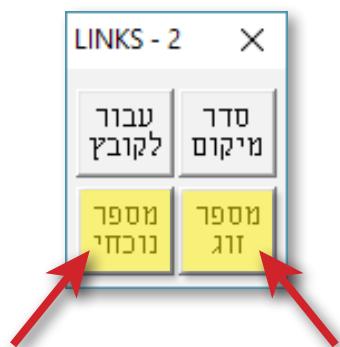 LINKS - 2
סדר
מיקום
עבור
לקובץ
מספר
זוג
מספר
נוכחי